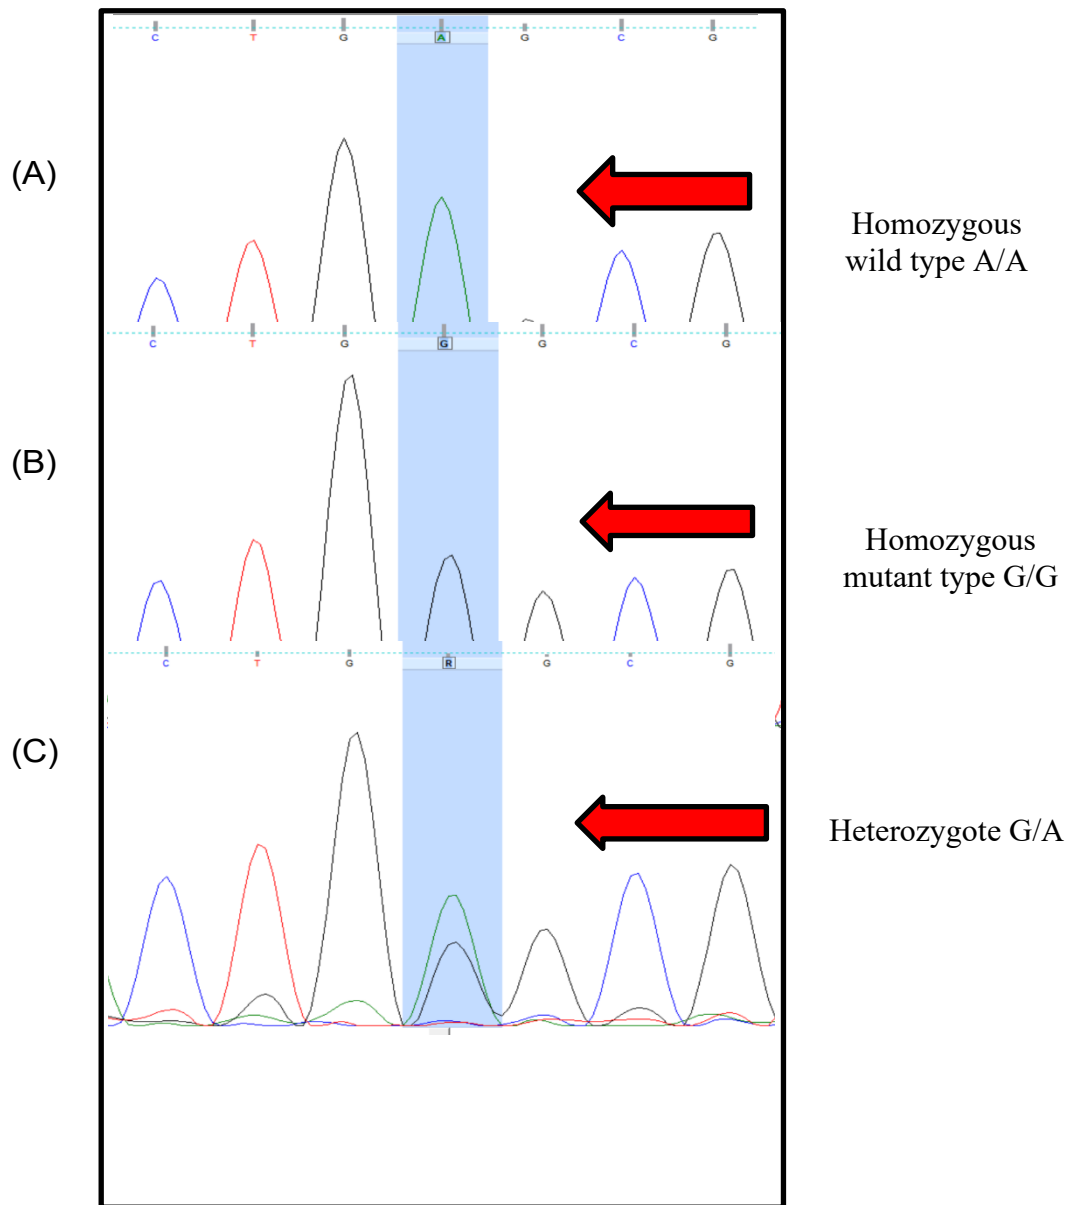 C T G A G C G
(A)
Homozygous
wild type A/A
C T G G G C G
(B)
Homozygous
mutant type G/G
C T G R G C G
(C)
Heterozygote G/A